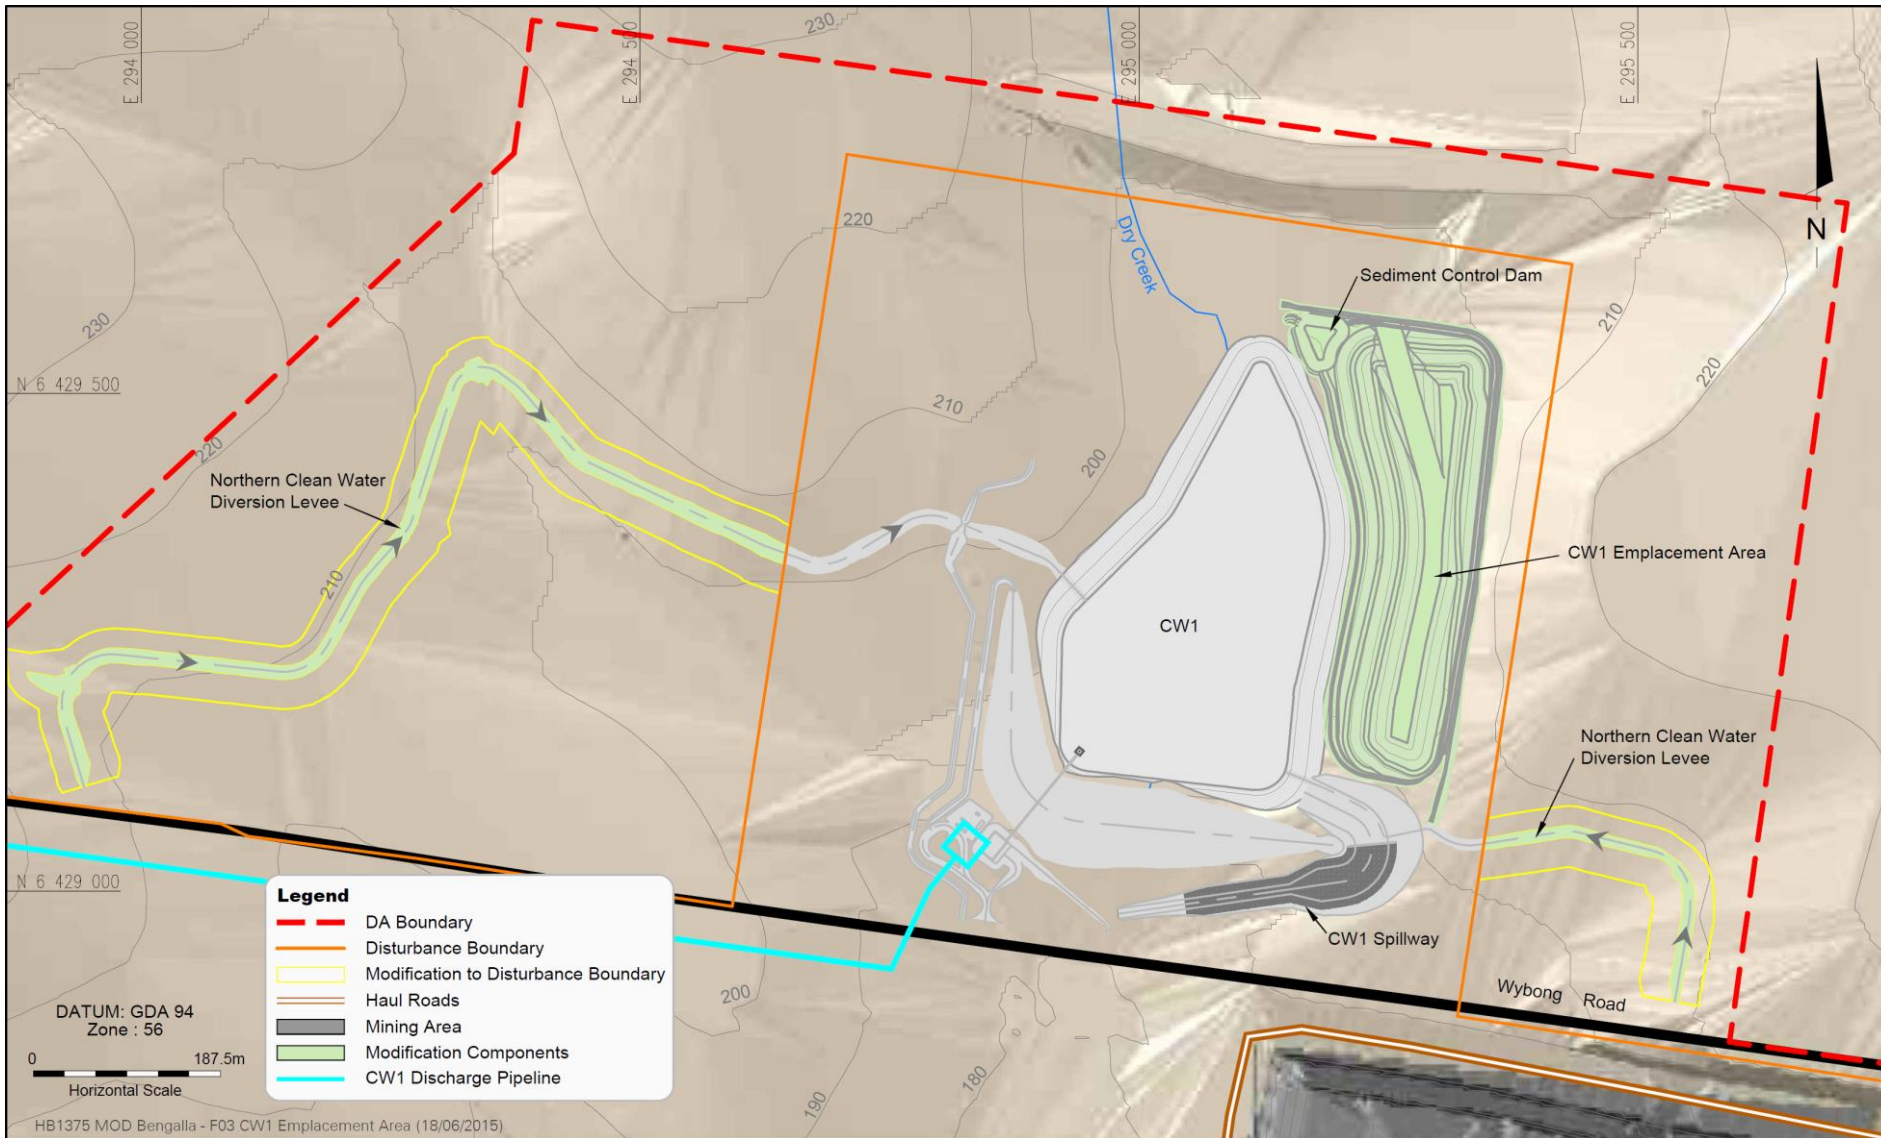 E 294 000
E 294 500
E 295 000
E 295 500
230
220
Dry Creek
N
Sediment Control Dam
210
230
220
N 6 429 500
210
220
200
Northern Clean Water
Diversion Levee
CW1 Emplacement Area
210
CW1
Northern Clean Water
Diversion Levee
N 6 429 000
CW1 Spillway
Wybong Road
200
190
180
Legend
DA Boundary
Disturbance Boundary
Modification to Disturbance Boundary
Haul Roads
Mining Area
Modification Components
CW1 Discharge Pipeline
DATUM: GDA 94
Zone : 56
0 187.5m
Horizontal Scale
HB1375 MOD Bengalla - F03 CW1 Emplacement Area (18/06/2015)